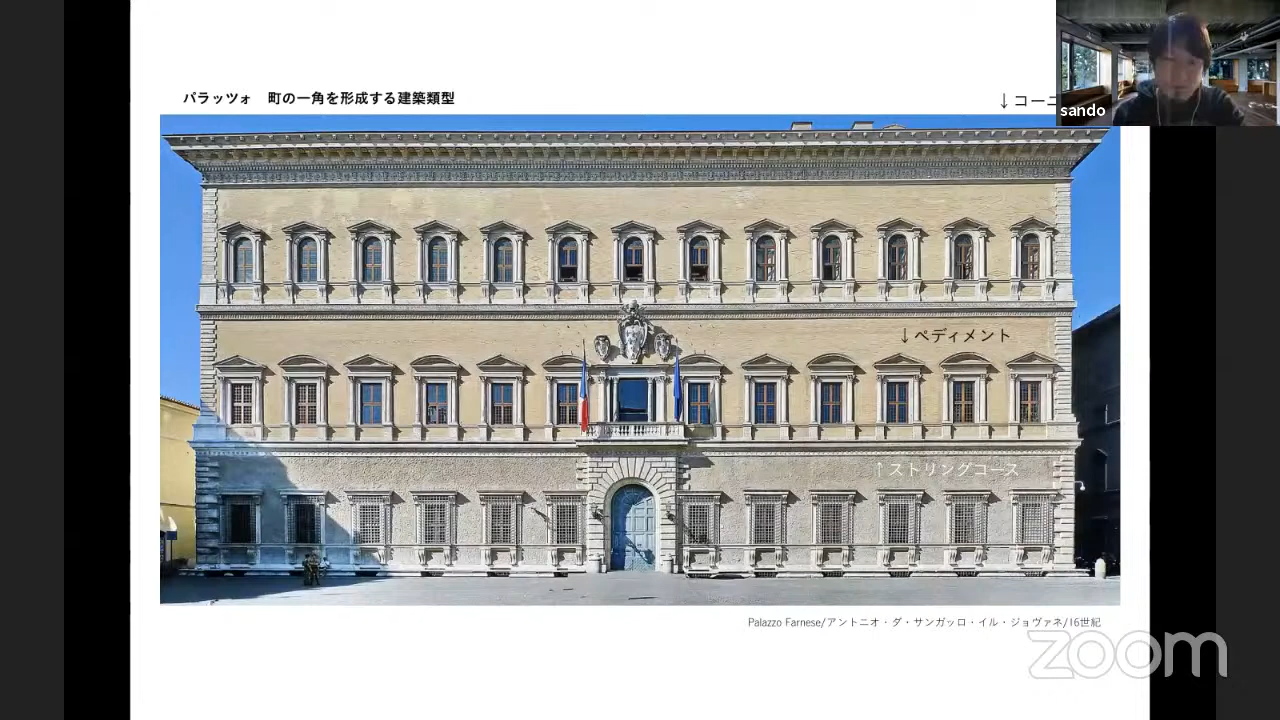 パラッツォ　町の一角を形成する建築類型
↓コーニ
sando
↓ペディメント
↑ストリングコース
Palazzo Farnese/アントニオ・ダ・サンガッロ・イル・ジョヴァネ/16世紀
zoom